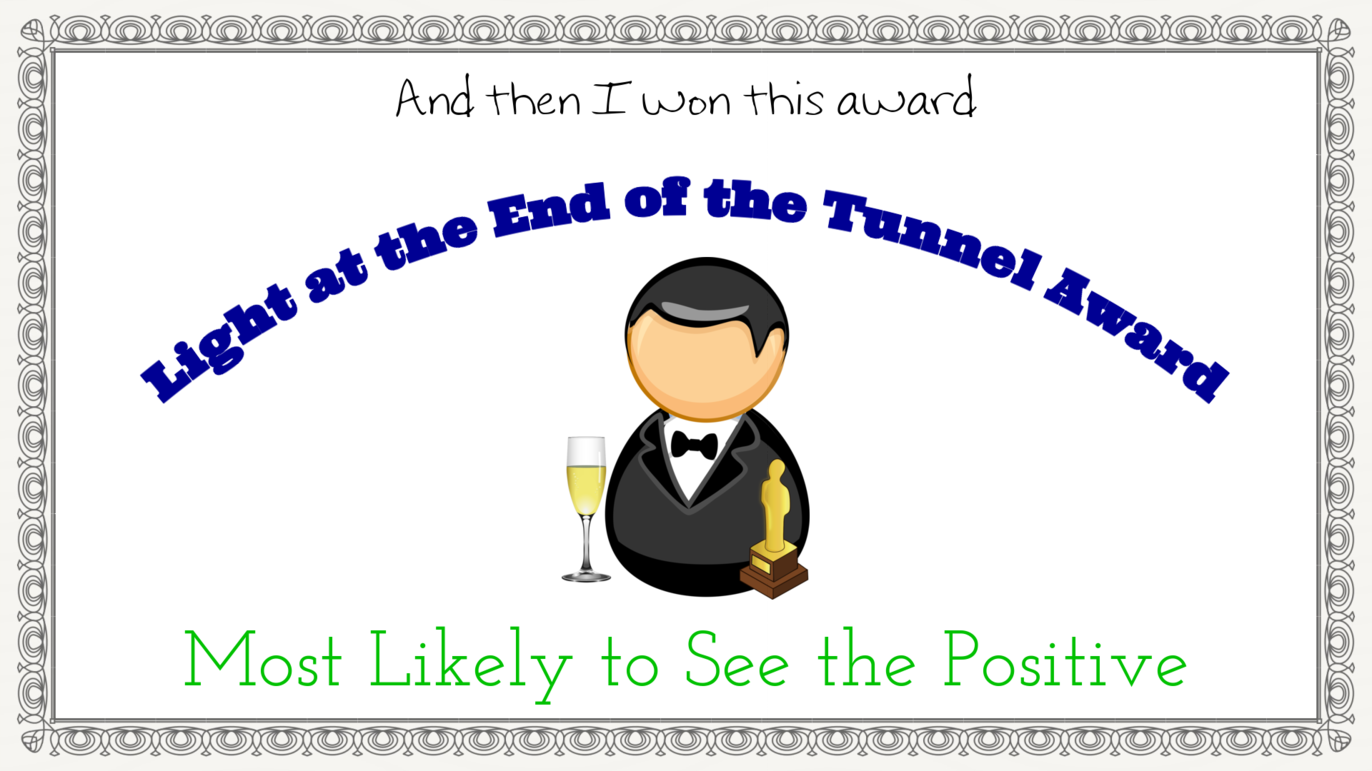 And then I won this award
Light at the End of the Tunnel Award
Most Likely to See the Positive